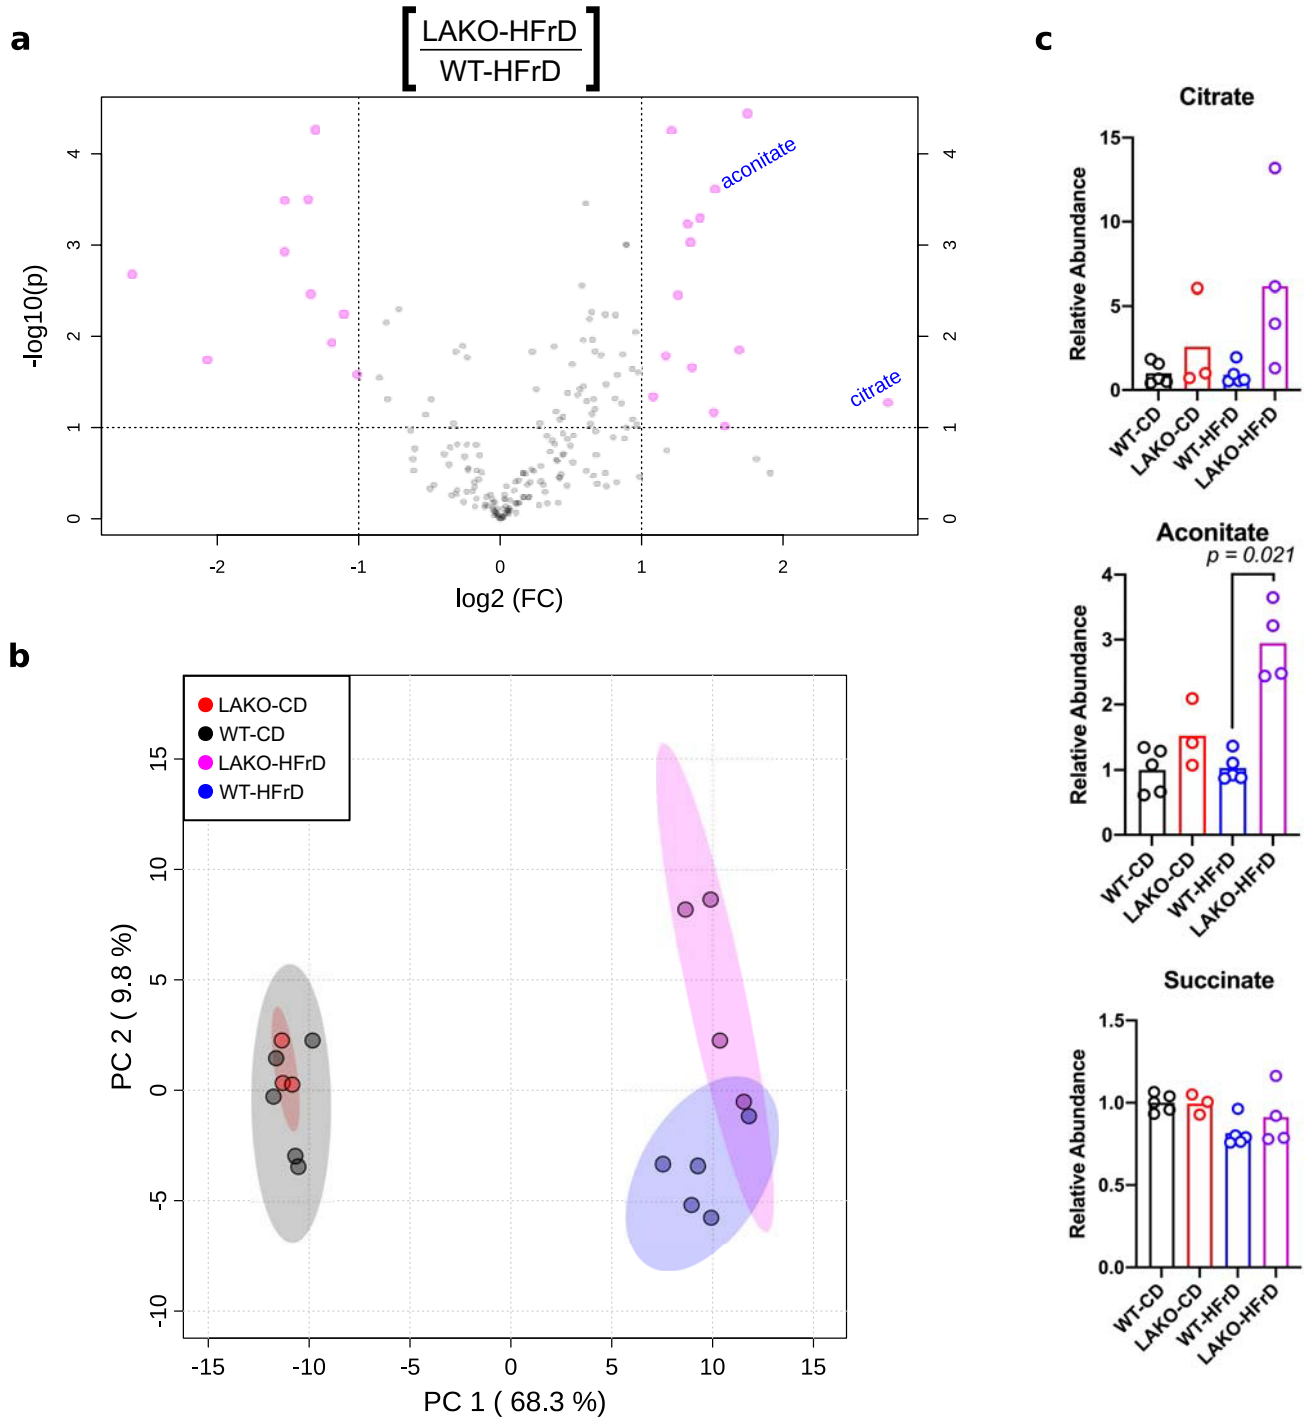 a
LAKO-HFrD
WT-HFrD
-log10(p)
4
3
2
1
0
4
3
2
1
0
aconitate
citrate
-2
-1
0
1
2
log2 (FC)
b
LAKO-CD
WT-CD
LAKO-HFrD
WT-HFrD
PC 2 ( 9.8 %)
15
10
5
0
-5
-10
-15
-10
-5
0
5
10
15
PC 1 ( 68.3 %)
c
Citrate
Relative Abundance
15
10
5
0
WT-CD
LAKO-CD
WT-HFrD
LAKO-HFrD
Aconitate
p = 0.021
Relative Abundance
4
3
2
1
0
WT-CD
LAKO-CD
WT-HFrD
LAKO-HFrD
Succinate
Relative Abundance
1.5
1.0
0.5
0.0
WT-CD
LAKO-CD
WT-HFrD
LAKO-HFrD